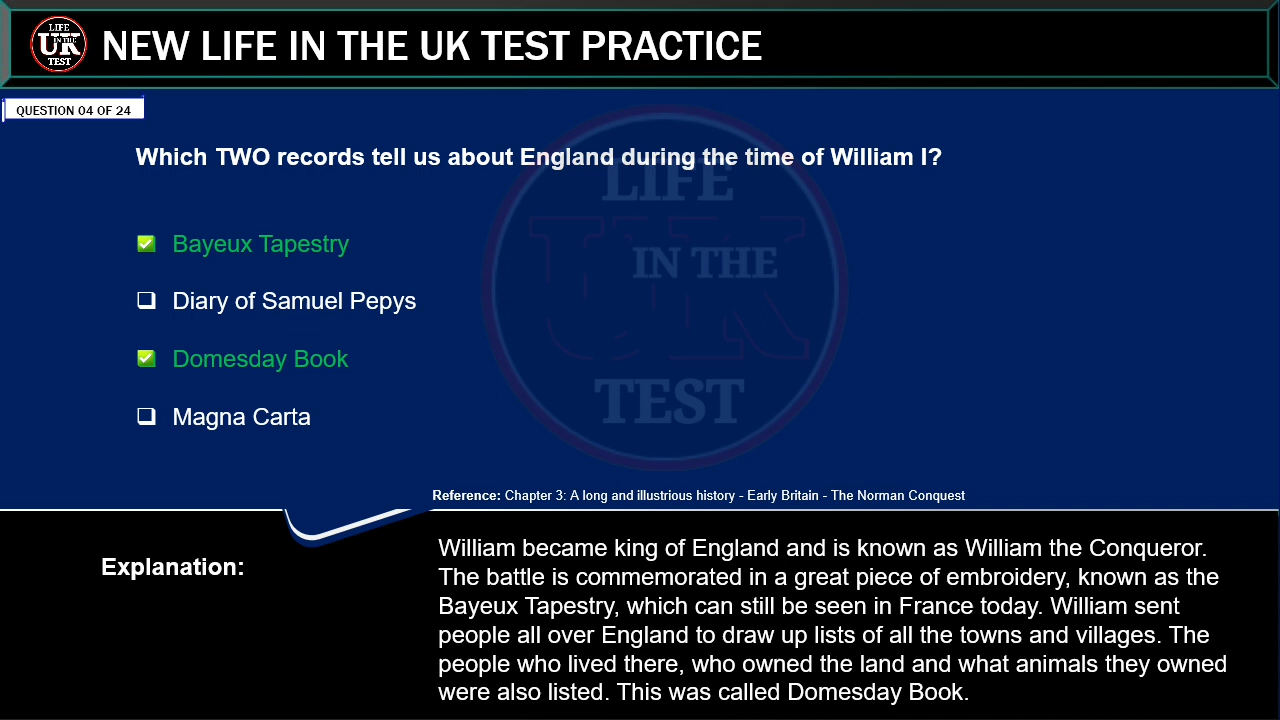 LIFE
UK
IN THE
TEST
NEW LIFE IN THE UK TEST PRACTICE
QUESTION 04 OF 24
Which TWO records tell us about England during the time of William I?
Bayeux Tapestry
Diary of Samuel Pepys
Domesday Book
Magna Carta
LIFE
UK
IN THE
TEST
Reference: Chapter 3: A long and illustrious history - Early Britain - The Norman Conquest
Explanation:
William became king of England and is known as William the Conqueror.
The battle is commemorated in a great piece of embroidery, known as the
Bayeux Tapestry, which can still be seen in France today. William sent
people all over England to draw up lists of all the towns and villages. The
people who lived there, who owned the land and what animals they owned
were also listed. This was called Domesday Book.